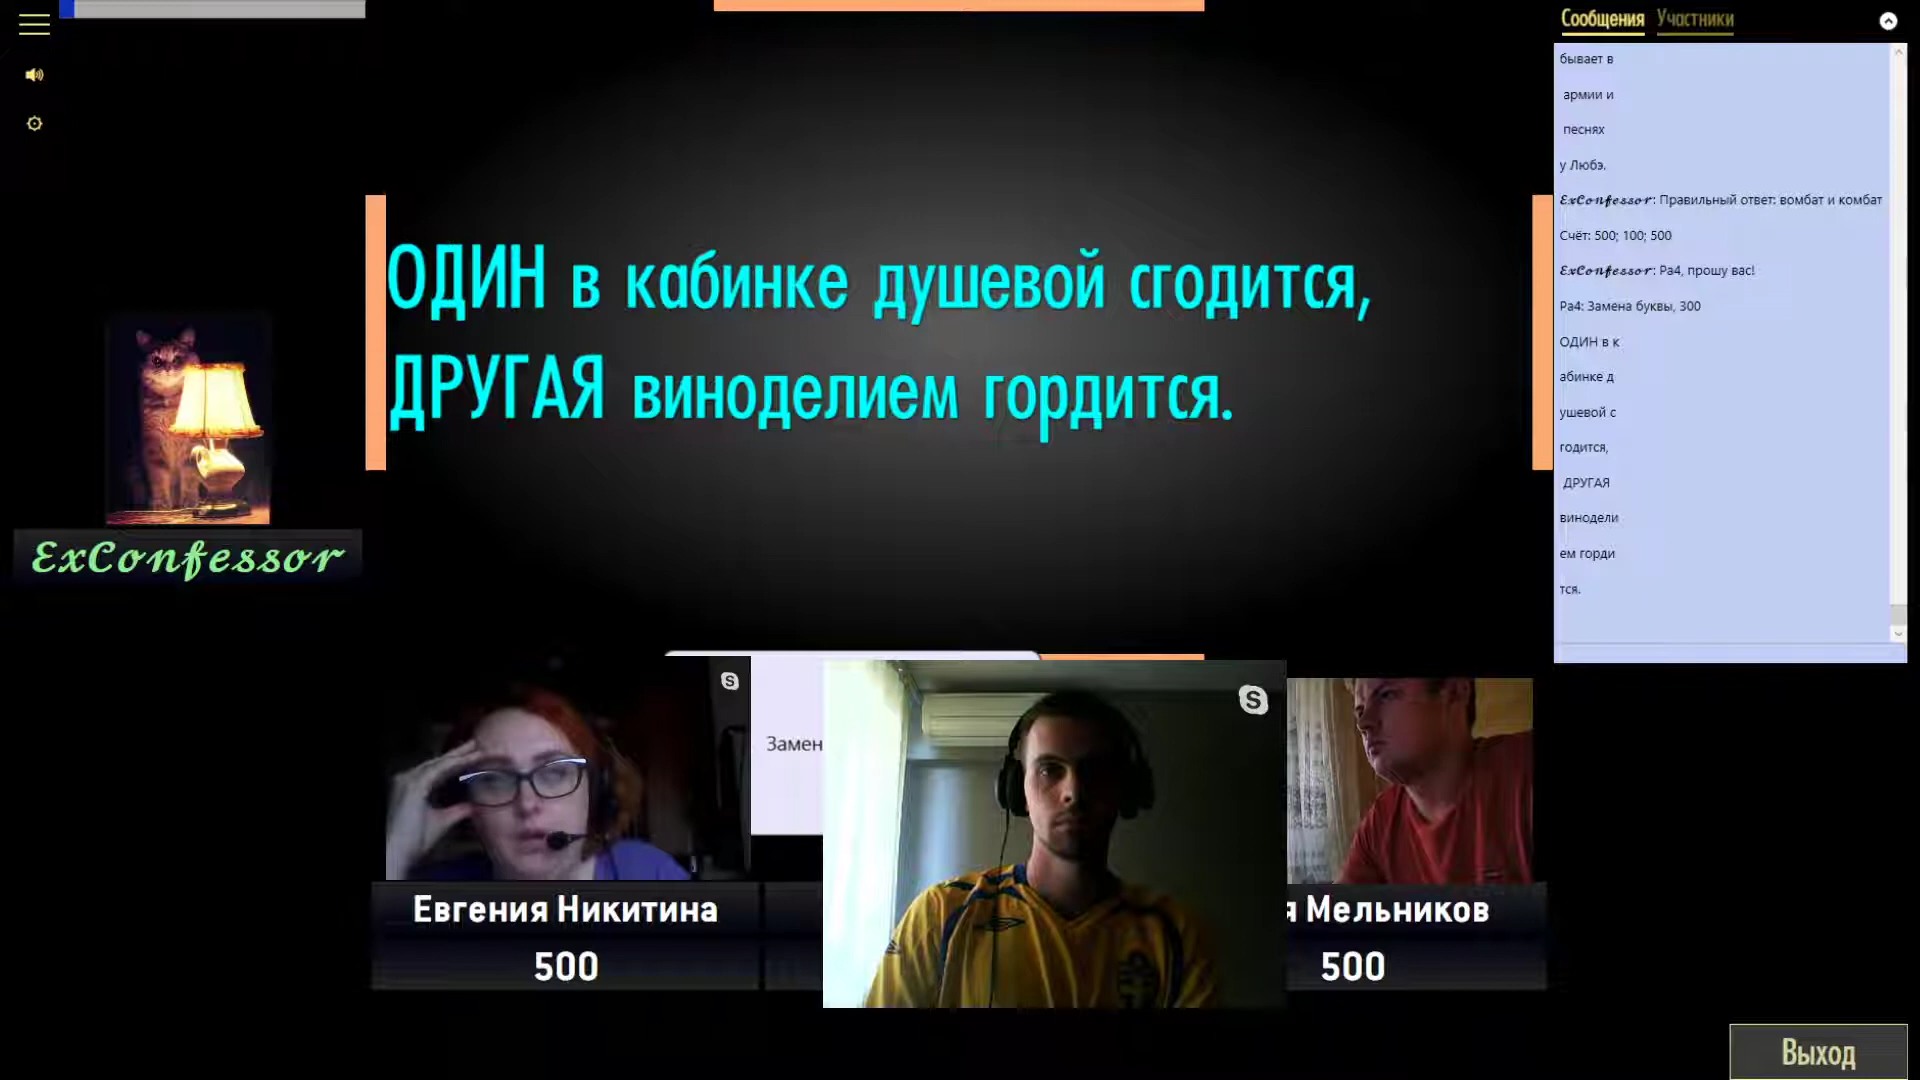 Сообщения Участники
ОДИН в кабинке душевой сгодится,
ДРУГАЯ виноделием гордится.
бывает в
армии и
песнях
у Любэ.
ExConfessor: Правильный ответ: вомбат и комбат
Счёт: 500; 100; 500
ExConfessor: Ра4, прошу вас!
Ра4: Замена буквы, 300
ОДИН в к
абинке д
ушевой с
годится,
ДРУГАЯ
винодели
ем горди
тся.
ExConfessor
Замен
Евгения Никитина
500
я Мельников
500
Выход